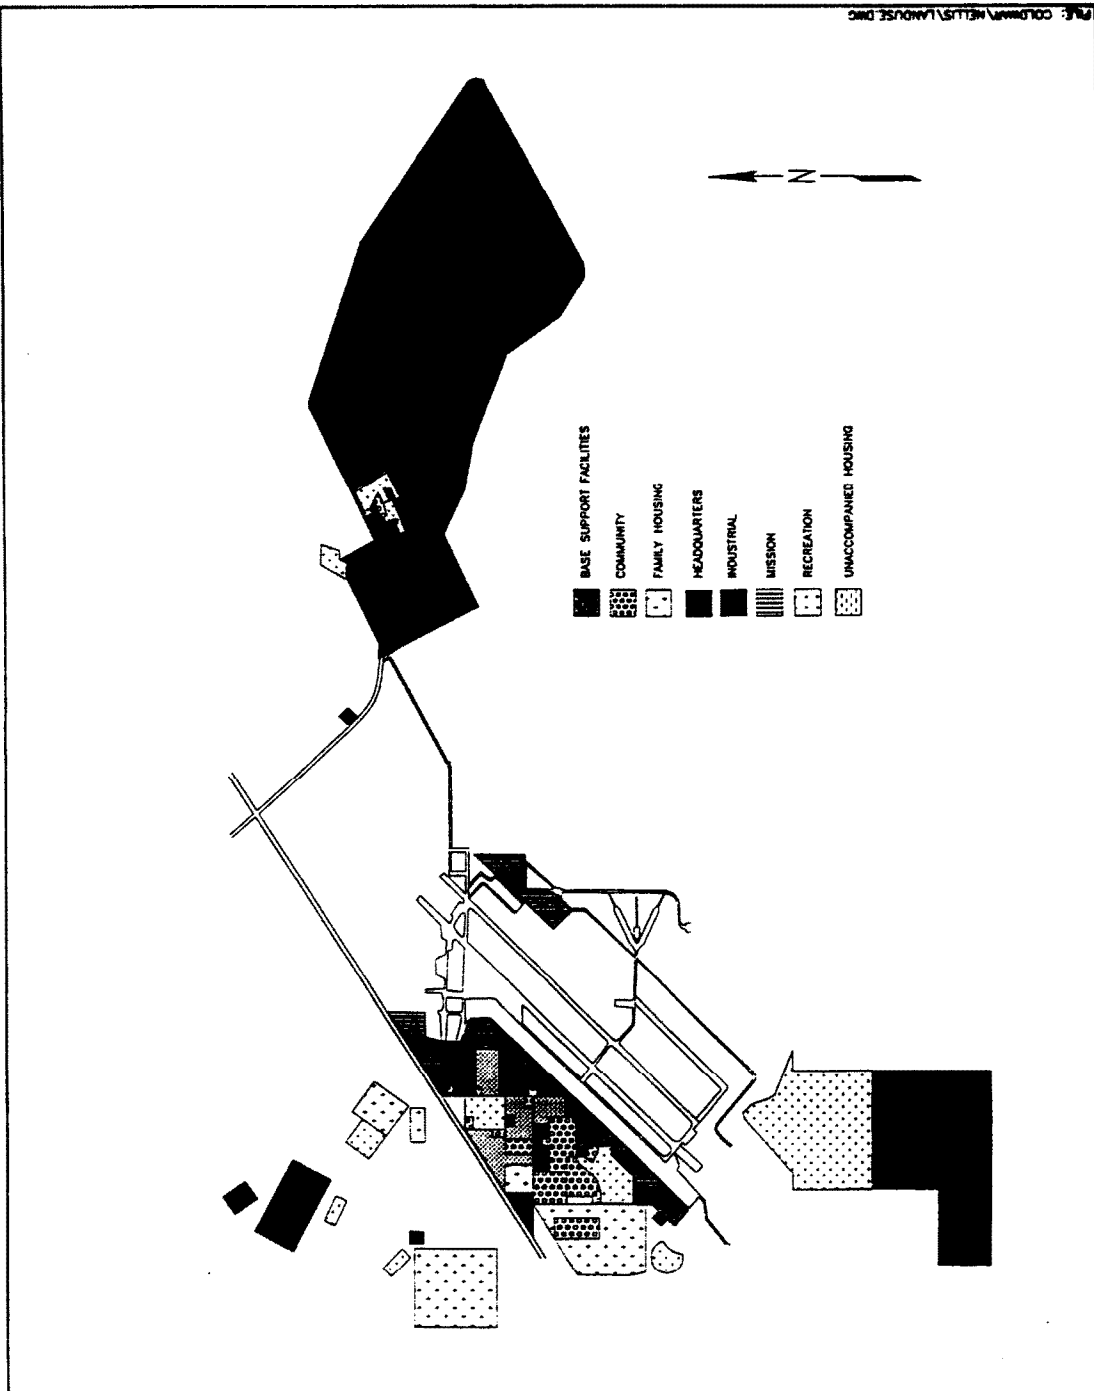 FILE: COLDWAR\NELLIS\LANDUSE.DWG
N
BASE SUPPORT FACILITIES
COMMUNITY
FAMILY HOUSING
HEADQUARTERS
INDUSTRIAL
MISSION
RECREATION
UNACCOMPANIED HOUSING